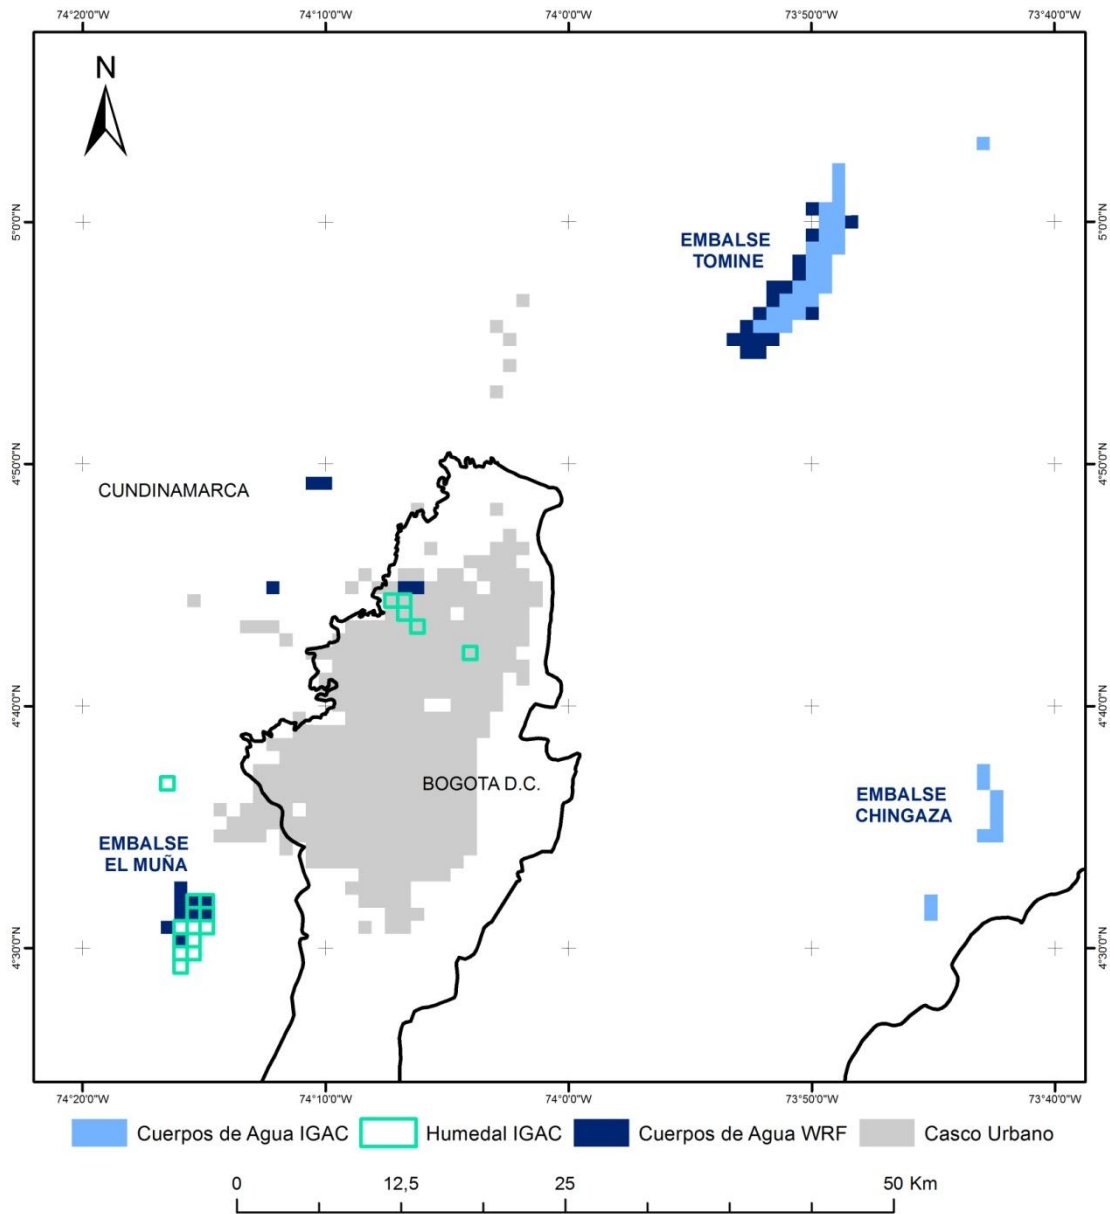 74°20'0"W 74°10'0"W 74°0'0"W 73°50'0"W 73°40'0"W
N
5°0'0"N 5°0'0"N
EMBALSE
TOMINE
4°50'0"N 4°50'0"N
CUNDINAMARCA
4°40'0"N 4°40'0"N
BOGOTA D.C.
EMBALSE
CHINGAZA
EMBALSE
EL MUÑA
4°30'0"N 4°30'0"N
74°20'0"W 74°10'0"W 74°0'0"W 73°50'0"W 73°40'0"W
Cuerpos de Agua IGAC Humedal IGAC Cuerpos de Agua WRF Casco Urbano
0 12,5 25 50 Km